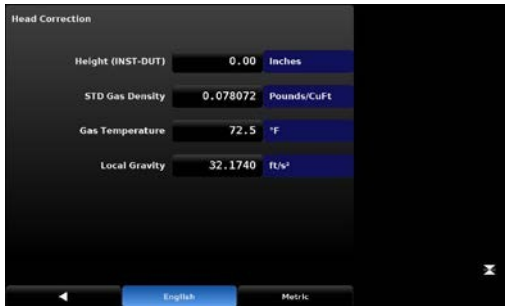 Head Correction
Height (INST-DUT) 0.00 Inches
STD Gas Density 0.078072 Pounds/CuFt
Gas Temperature 72.5 °F
Local Gravity 32.1740 ft/s²
English Metric